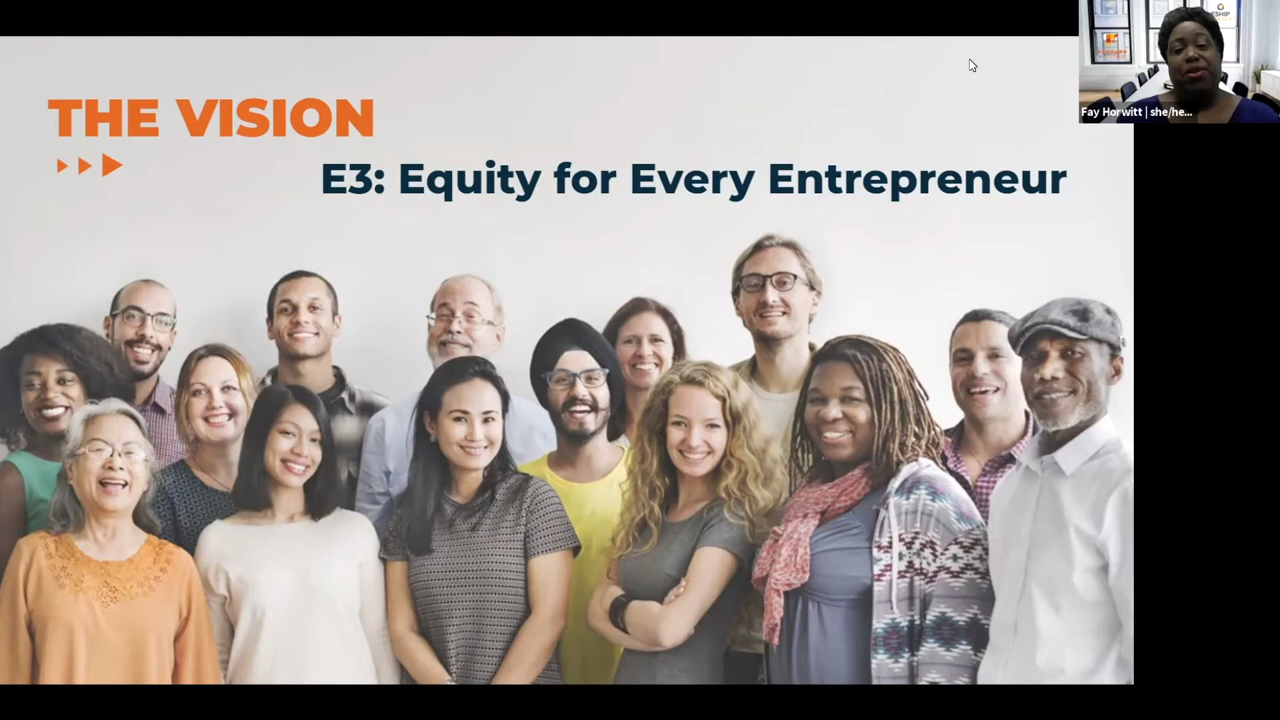 THE VISION
E3: Equity for Every Entrepreneur
Fay Horwitt | she/he...